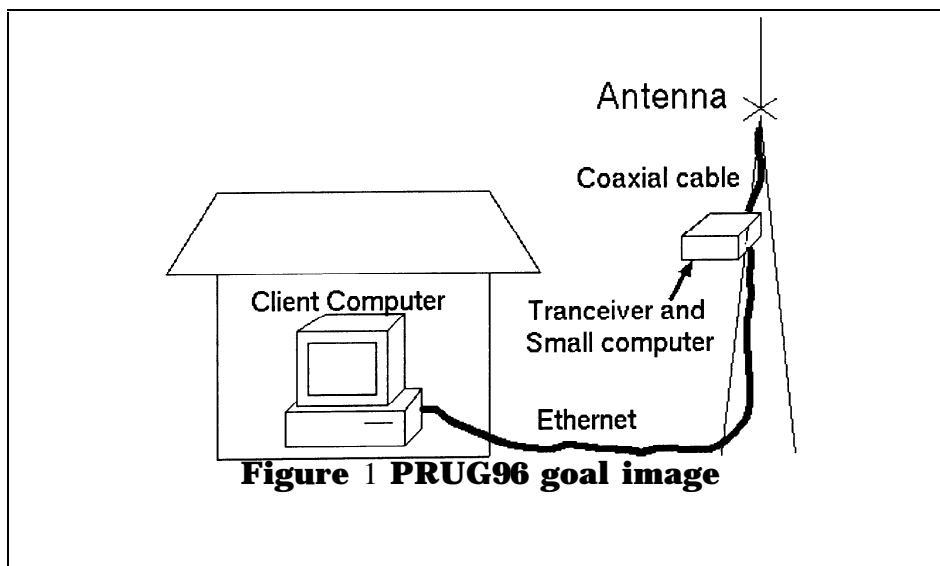 Antenna
Coaxial cable
Client Computer
Tranceiver and
Small computer
Ethernet
Figure 1 PRUG96 goal image